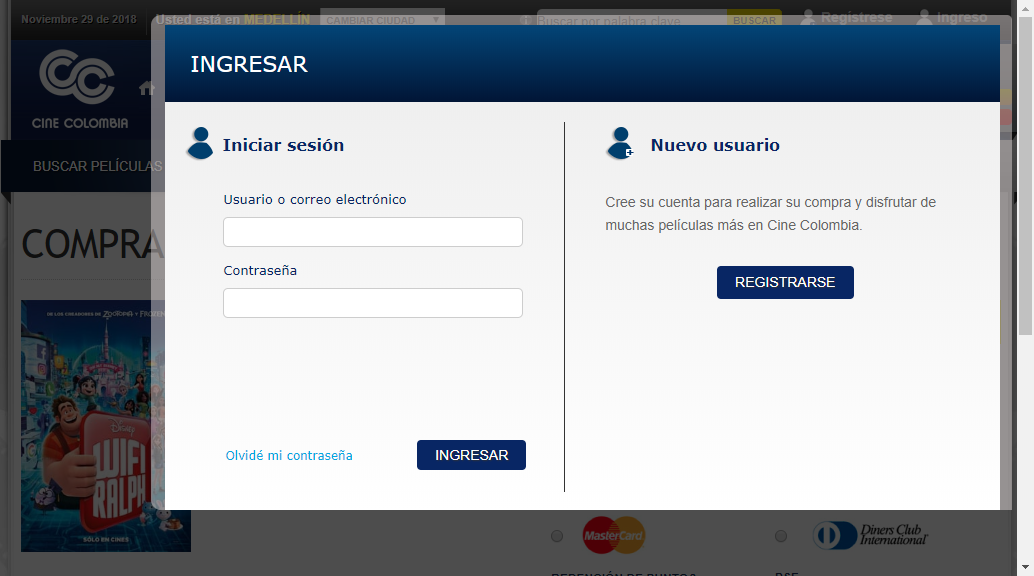 Noviembre 29 de 2018
Usted está en MEDELLÍN
CAMBIAR CIUDAD
Buscar por palabra clave
BUSCAR
Registrese
Ingreso
CINE COLOMBIA
BUSCAR PELÍCULAS
COMPRA
INGRESAR
Iniciar sesión
Usuario o correo electrónico
Contraseña
Olvidé mi contraseña
INGRESAR
Nuevo usuario
Cree su cuenta para realizar su compra y disfrutar de
muchas películas más en Cine Colombia.
REGISTRARSE
DE LOS CREADORES DE ZOOTOPIA Y FROZEN
Disney
WIFI
RALPH
SÓLO EN CINES
MasterCard
Diners Club
International